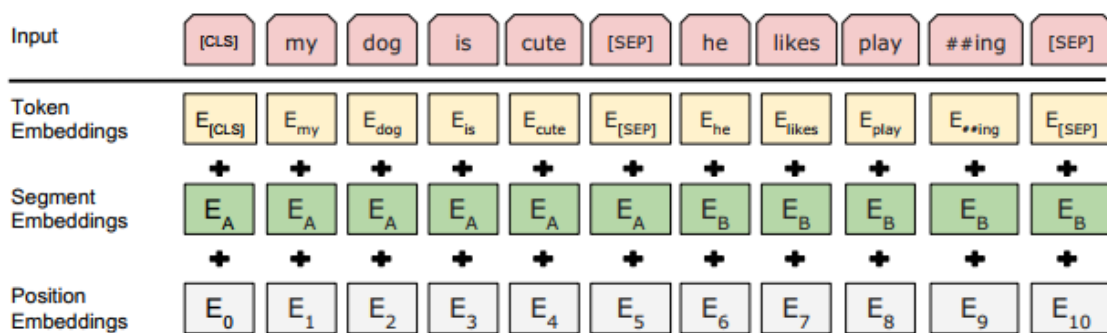 Input [CLS] my dog is cute [SEP] he likes play ##ing [SEP]
Token Embeddings E[CLS] Emy Edog Eis Ecute E[SEP] Ehe Elikes Eplay E##ing E[SEP]
+ + + + + + + + + + +
Segment Embeddings EA EA EA EA EA EA EB EB EB EB EB
+ + + + + + + + + + +
Position Embeddings E0 E1 E2 E3 E4 E5 E6 E7 E8 E9 E10